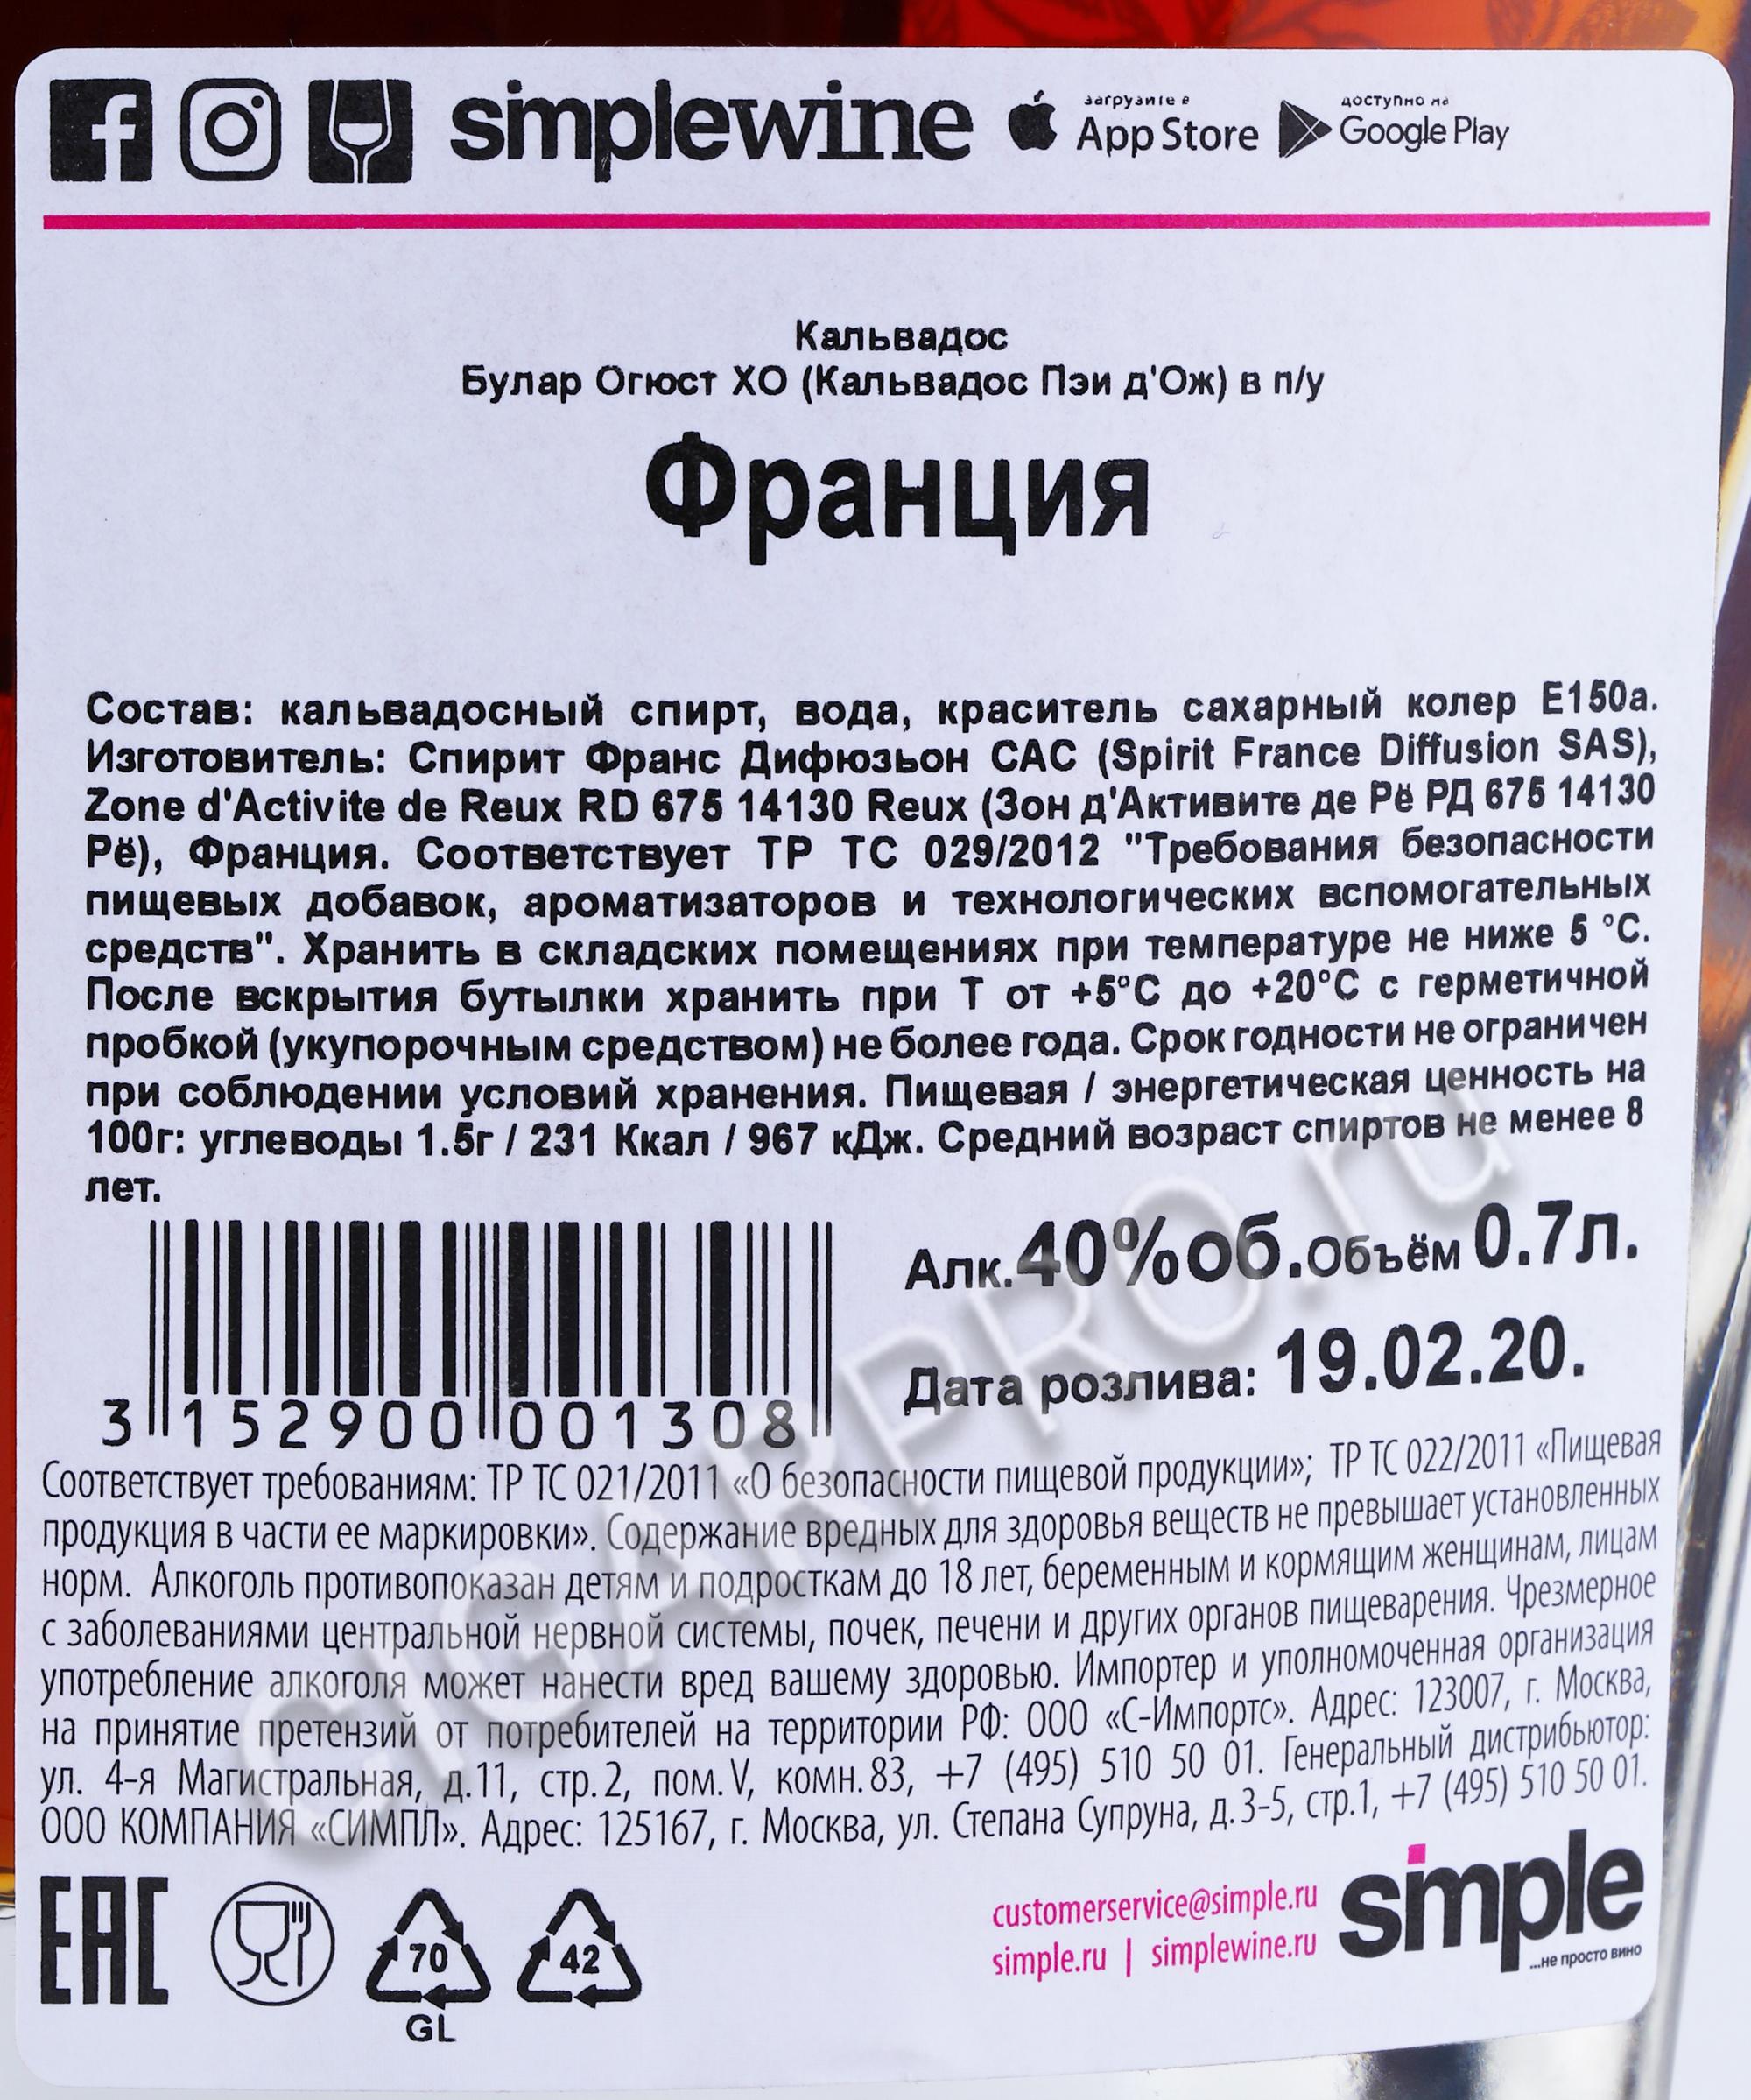 simplewine
загрузите в
App Store
доступно на
Google Play
Кальвадос
Булар Огюст ХО (Кальвадос Пэи д'Ож) в п/у
Франция
Состав: кальвадосный спирт, вода, краситель сахарный колер Е150а.
Изготовитель: Спирит Франс Дифюзьон САС (Spirit France Diffusion SAS),
Zone d'Activite de Reux RD 675 14130 Reux (Зон д'Активите де Рё РД 675 14130
Рё), Франция. Соответствует ТР ТС 029/2012 "Требования безопасности
пищевых добавок, ароматизаторов и технологических вспомогательных
средств". Хранить в складских помещениях при температуре не ниже 5 °С.
После вскрытия бутылки хранить при Т от +5°С до +20°С с герметичной
пробкой (укупорочным средством) не более года. Срок годности не ограничен
при соблюдении условий хранения. Пищевая / энергетическая ценность на
100г: углеводы 1.5г / 231 Ккал / 967 кДж. Средний возраст спиртов не менее 8
лет.
Алк.40%об.Объём 0.7л.
Дата розлива: 19.02.20.
3 152900 001308
Соответствует требованиям: ТР ТС 021/2011 «О безопасности пищевой продукции»; ТР ТС 022/2011 «Пищевая
продукция в части ее маркировки». Содержание вредных для здоровья веществ не превышает установленных
норм. Алкоголь противопоказан детям и подросткам до 18 лет, беременным и кормящим женщинам, лицам
с заболеваниями центральной нервной системы, почек, печени и других органов пищеварения. Чрезмерное
употребление алкоголя может нанести вред вашему здоровью. Импортер и уполномоченная организация
на принятие претензий от потребителей на территории РФ: ООО «С-Импортс». Адрес: 123007, г. Москва,
ул. 4-я Магистральная, д.11, стр.2, пом.V, комн.83, +7 (495) 510 50 01. Генеральный дистрибьютор:
ООО КОМПАНИЯ «СИМПЛ». Адрес: 125167, г. Москва, ул. Степана Супруна, д.3-5, стр.1, +7 (495) 510 50 01.
CIGARPRO.ru
EAC
70
GL
42
customerservice@simple.ru
simple.ru | simplewine.ru
simple
...не просто вино